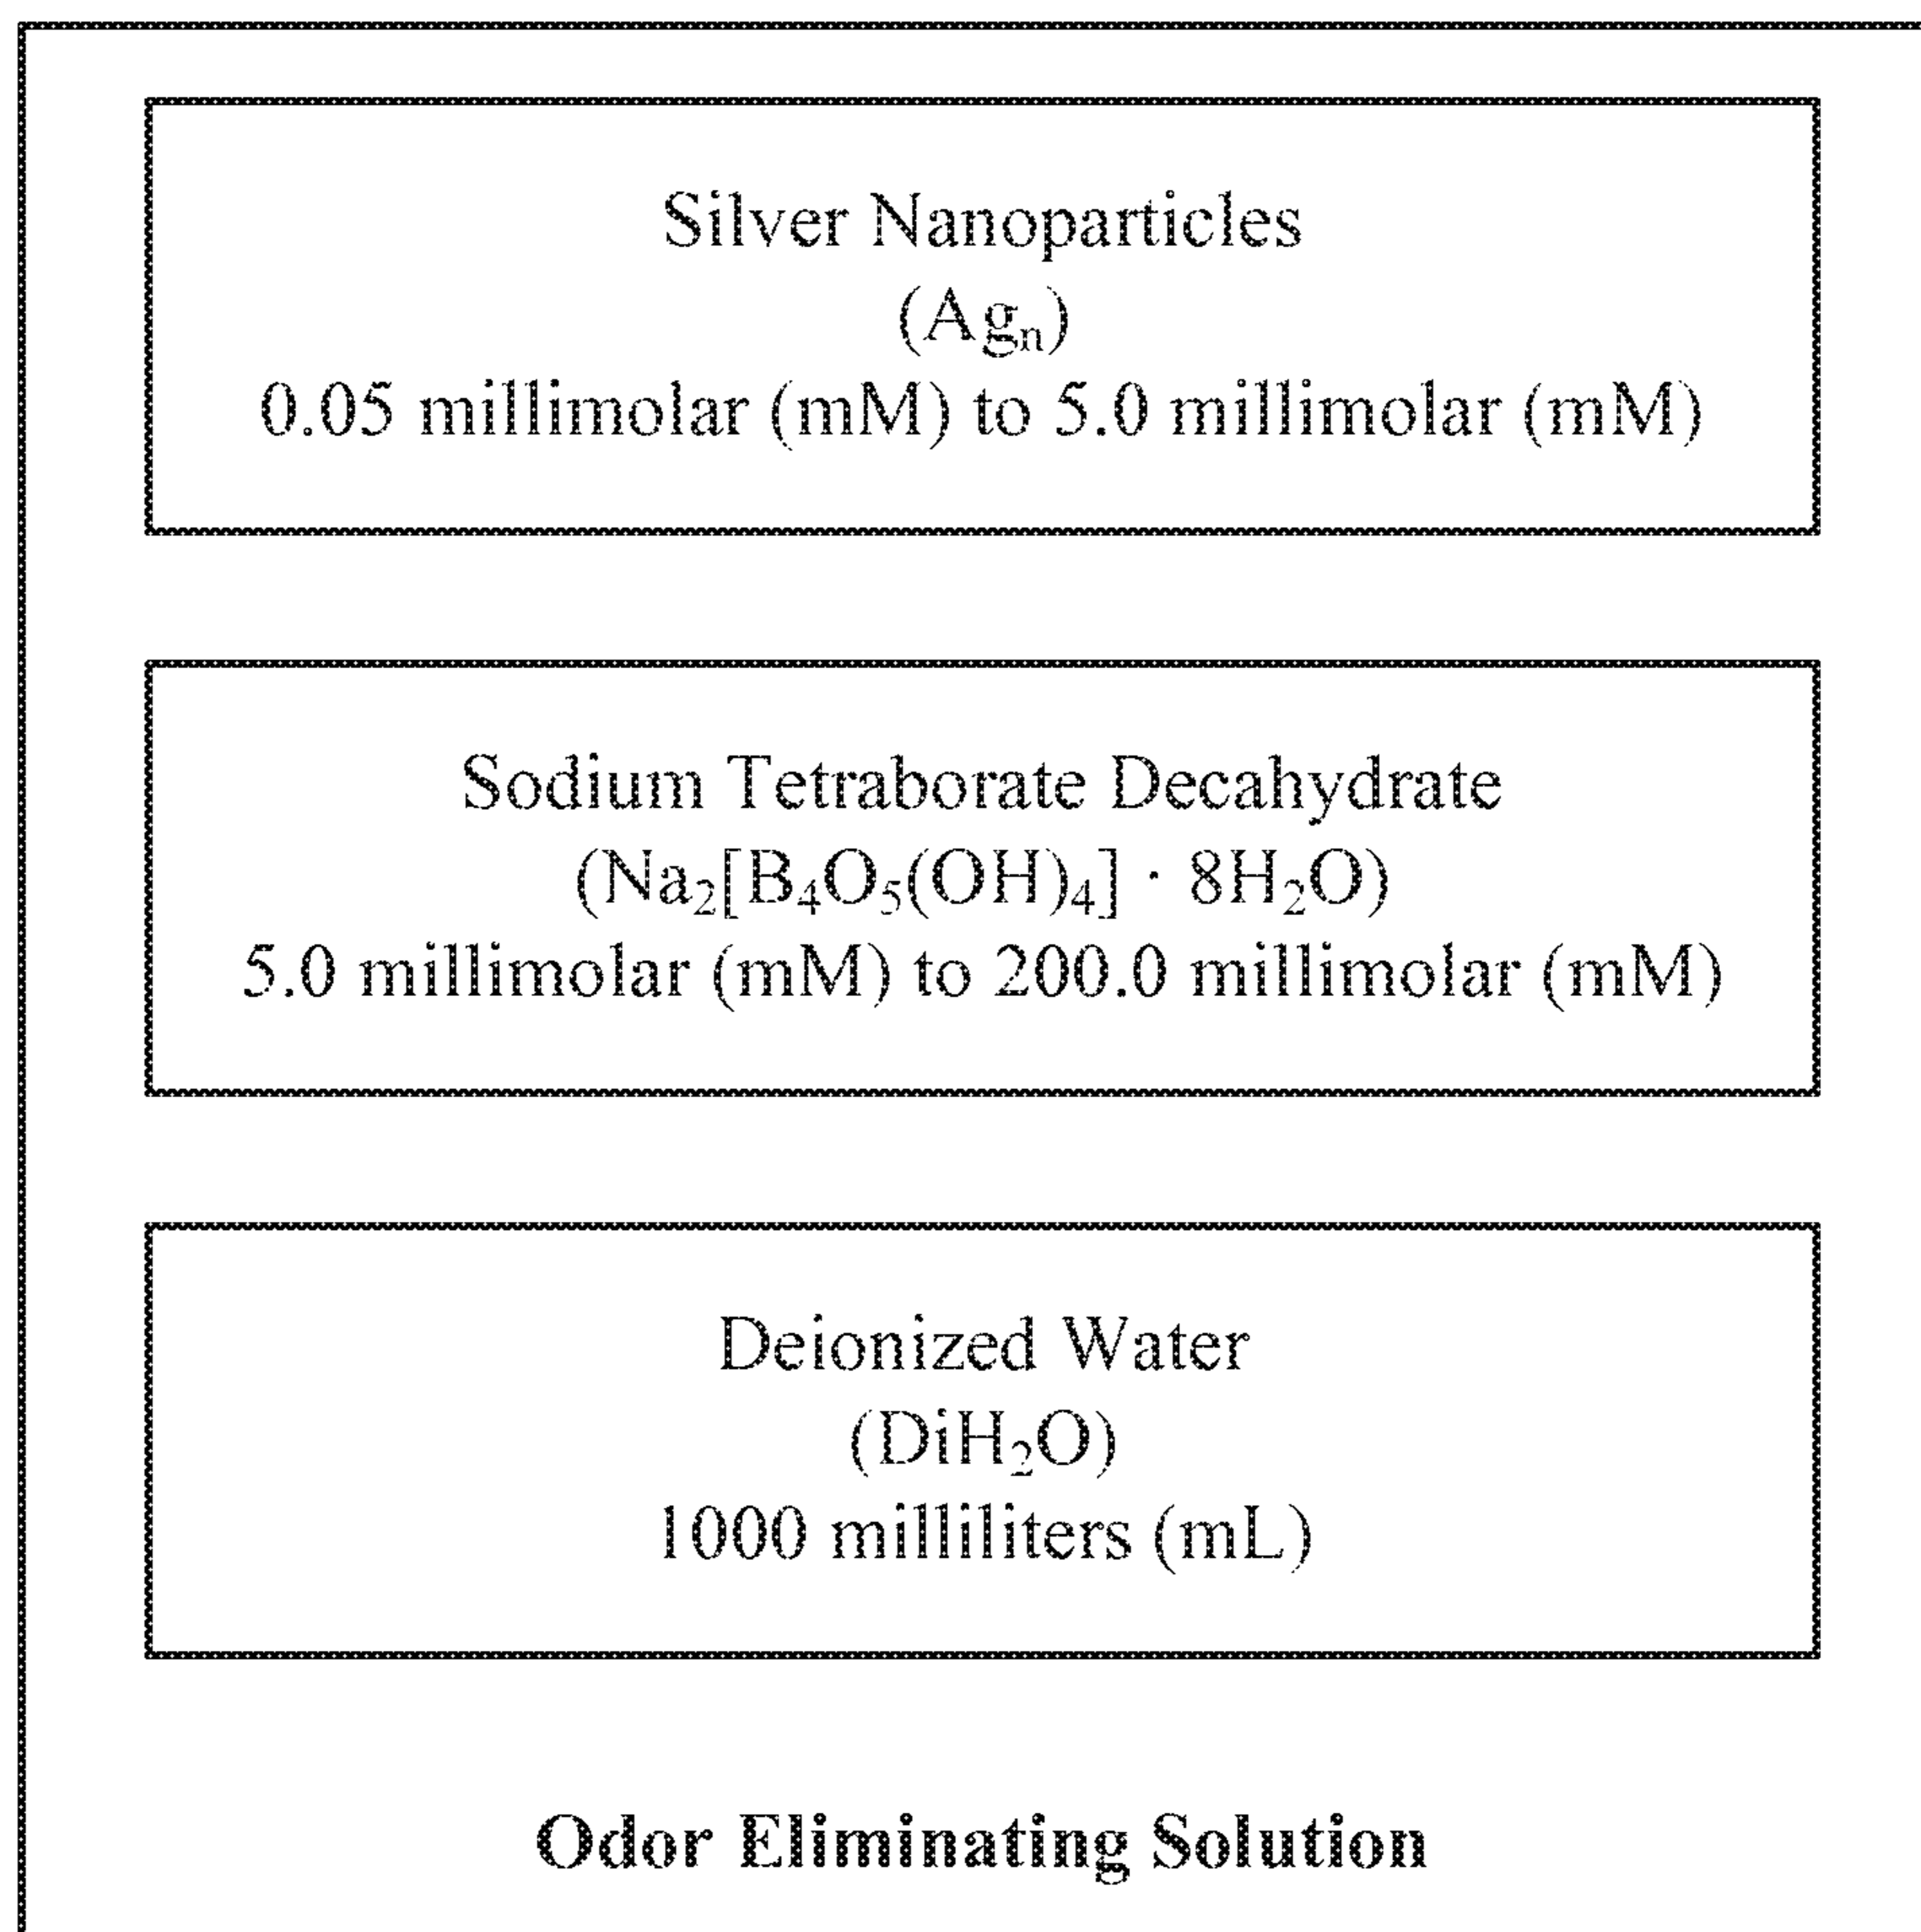 Silver Nanoparticles
(Agₙ)
0.05 millimolar (mM) to 5.0 millimolar (mM)
Sodium Tetraborate Decahydrate
(Na₂[B₄O₅(OH)₄] · 8H₂O)
5.0 millimolar (mM) to 200.0 millimolar (mM)
Deionized Water
(DiH₂O)
1000 milliliters (mL)
Odor Eliminating Solution